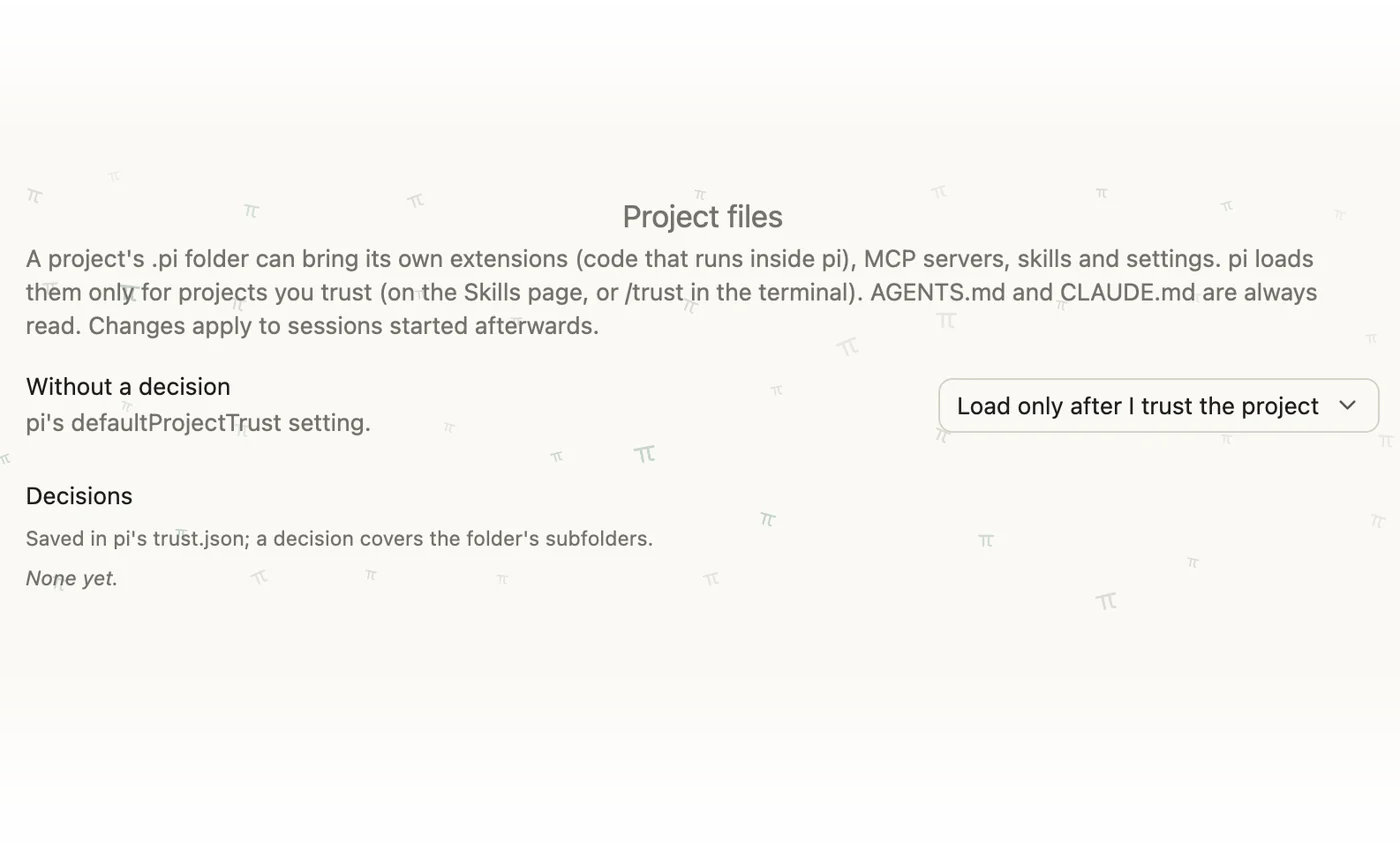 Project files
A project's .pi folder can bring its own extensions (code that runs inside pi), MCP servers, skills and settings. pi loads
them only for projects you trust (on the Skills page, or /trust in the terminal). AGENTS.md and CLAUDE.md are always
read. Changes apply to sessions started afterwards.
Without a decision
pi's defaultProjectTrust setting.
Load only after I trust the project
Decisions
Saved in pi's trust.json; a decision covers the folder's subfolders.
None yet.